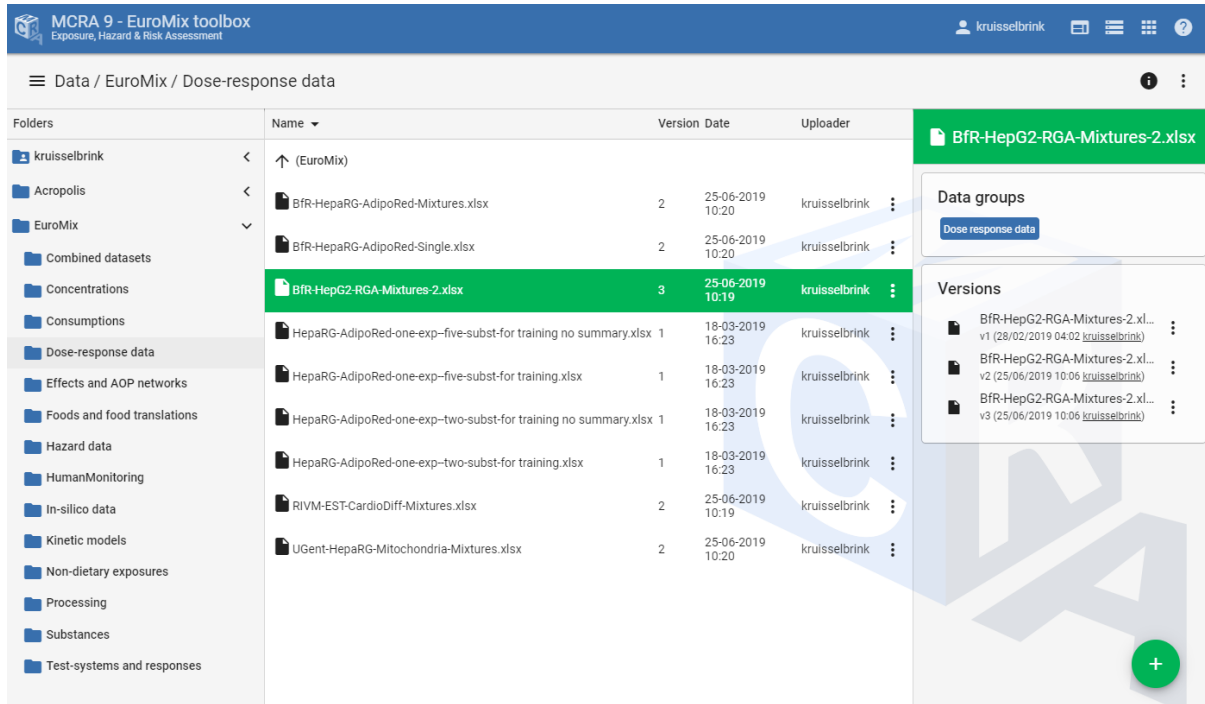 MCRA 9 - EuroMix toolbox
Exposure, Hazard & Risk Assessment
kruisselbrink
Data / EuroMix / Dose-response data
Folders
kruisselbrink
Acropolis
EuroMix
Combined datasets
Concentrations
Consumptions
Dose-response data
Effects and AOP networks
Foods and food translations
Hazard data
HumanMonitoring
In-silico data
Kinetic models
Non-dietary exposures
Processing
Substances
Test-systems and responses
Name Version Date Uploader
(EuroMix)
BfR-HepaRG-AdipoRed-Mixtures.xlsx 2 25-06-2019 10:20 kruisselbrink
BfR-HepaRG-AdipoRed-Single.xlsx 2 25-06-2019 10:20 kruisselbrink
BfR-HepG2-RGA-Mixtures-2.xlsx 3 25-06-2019 10:19 kruisselbrink
HepaRG-AdipoRed-one-exp--five-subst-for training no summary.xlsx 1 18-03-2019 16:23 kruisselbrink
HepaRG-AdipoRed-one-exp--five-subst-for training.xlsx 1 18-03-2019 16:23 kruisselbrink
HepaRG-AdipoRed-one-exp--two-subst-for training no summary.xlsx 1 18-03-2019 16:23 kruisselbrink
HepaRG-AdipoRed-one-exp--two-subst-for training.xlsx 1 18-03-2019 16:23 kruisselbrink
RIVM-EST-CardioDiff-Mixtures.xlsx 2 25-06-2019 10:19 kruisselbrink
UGent-HepaRG-Mitochondria-Mixtures.xlsx 2 25-06-2019 10:20 kruisselbrink
BfR-HepG2-RGA-Mixtures-2.xlsx
Data groups
Dose response data
Versions
BfR-HepG2-RGA-Mixtures-2.xl...
v1 (28/02/2019 04:02 kruisselbrink)
BfR-HepG2-RGA-Mixtures-2.xl...
v2 (25/06/2019 10:06 kruisselbrink)
BfR-HepG2-RGA-Mixtures-2.xl...
v3 (25/06/2019 10:06 kruisselbrink)